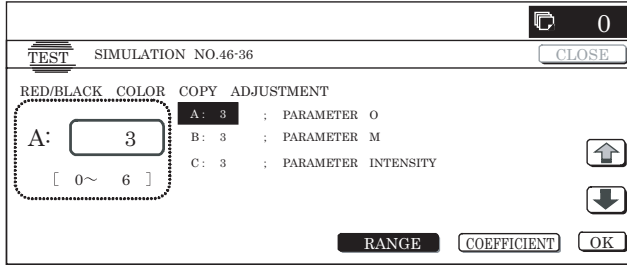 0
TEST SIMULATION NO.46-36 CLOSE
RED/BLACK COLOR COPY ADJUSTMENT
A: 3 ; PARAMETER O
A: 3
B: 3 ; PARAMETER M
C: 3 ; PARAMETER INTENSITY
[ 0~ 6 ]
RANGE COEFFICIENT OK